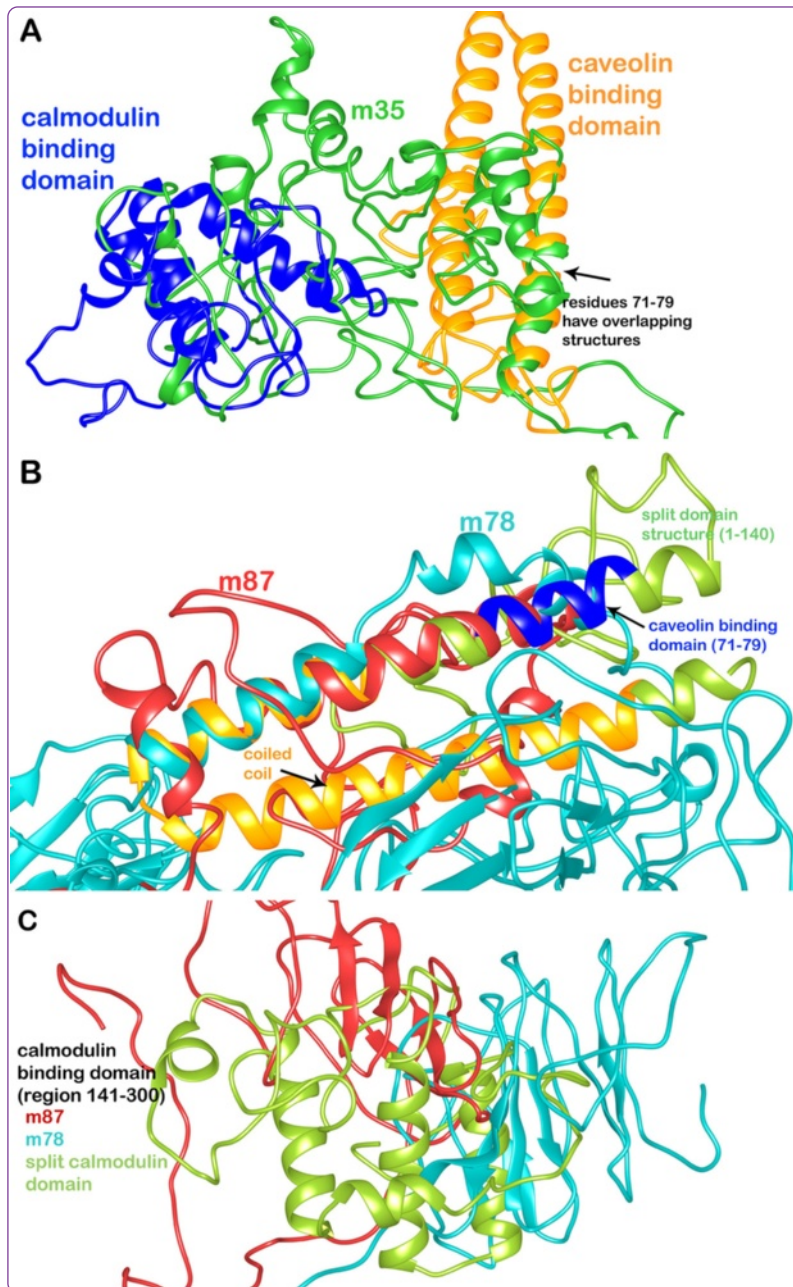 A
calmodulin
binding
domain
m35
caveolin
binding
domain
residues 71-79
have overlapping
structures
B
m78
split domain
structure (1-140)
m87
caveolin binding
domain (71-79)
coiled
coil
C
calmodulin
binding domain
(region 141-300)
m87
m78
split calmodulin
domain